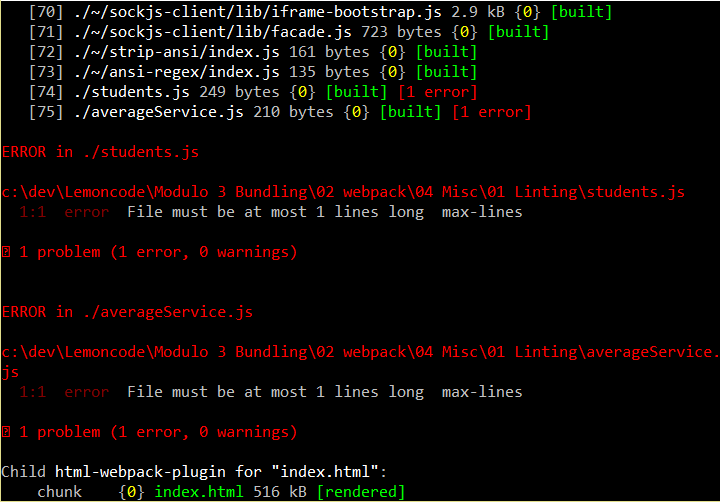 [70] ./~/sockjs-client/lib/iframe-bootstrap.js 2.9 kB {0} [built]
[71] ./~/sockjs-client/lib/facade.js 723 bytes {0} [built]
[72] ./~/strip-ansi/index.js 161 bytes {0} [built]
[73] ./~/ansi-regex/index.js 135 bytes {0} [built]
[74] ./students.js 249 bytes {0} [built] [1 error]
[75] ./averageService.js 210 bytes {0} [built] [1 error]
ERROR in ./students.js
c:\dev\Lemoncode\Modulo 3 Bundling\02 webpack\04 Misc\01 Linting\students.js
1:1 error File must be at most 1 lines long max-lines
1 problem (1 error, 0 warnings)
ERROR in ./averageService.js
c:\dev\Lemoncode\Modulo 3 Bundling\02 webpack\04 Misc\01 Linting\averageService.
js
1:1 error File must be at most 1 lines long max-lines
1 problem (1 error, 0 warnings)
Child html-webpack-plugin for "index.html":
chunk {0} index.html 516 kB [rendered]